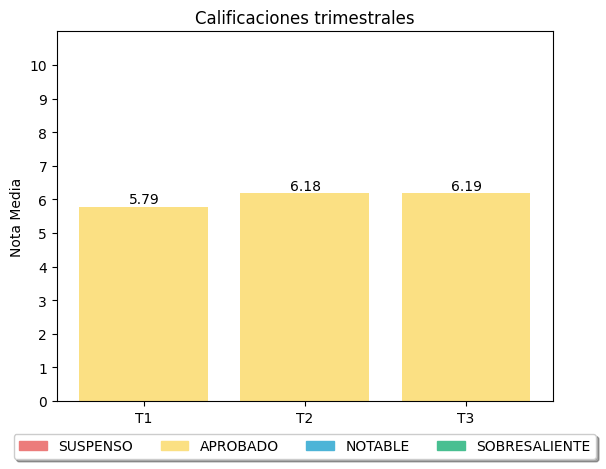 Calificaciones trimestrales
Nota Media
10
9
8
7
6
5
4
3
2
1
0
5.79
6.18
6.19
T1
T2
T3
SUSPENSO
APROBADO
NOTABLE
SOBRESALIENTE